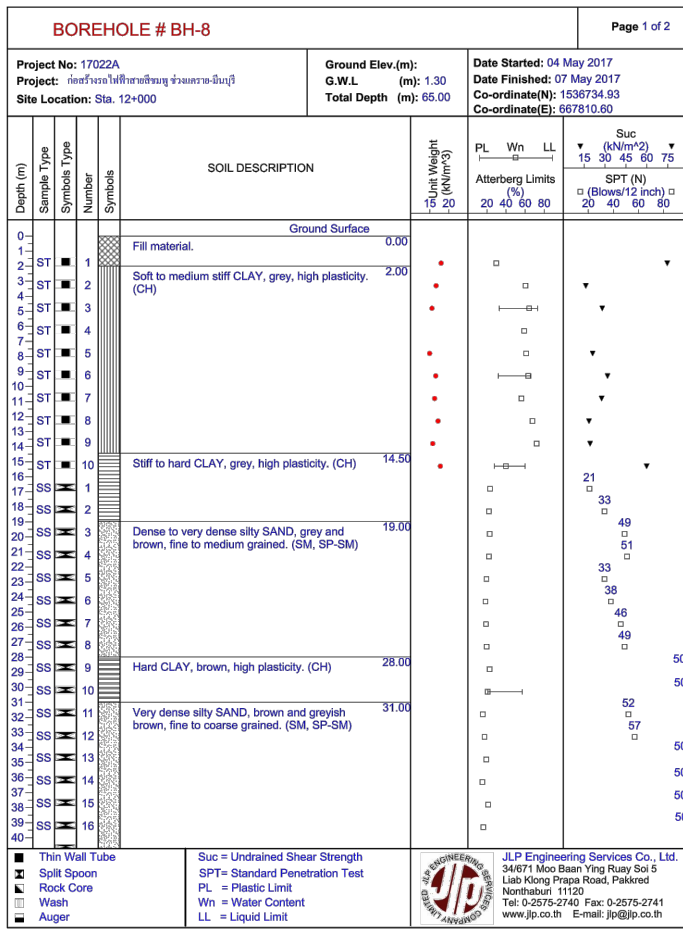 BOREHOLE # BH-8
Page 1 of 2
Project No: 17022A
Project: ก่อสร้างรถไฟฟ้าสายสีชมพู ช่วงแคราย-มีนบุรี
Site Location: Sta. 12+000
Ground Elev.(m):
G.W.L (m): 1.30
Total Depth (m): 65.00
Date Started: 04 May 2017
Date Finished: 07 May 2017
Co-ordinate(N): 1536734.93
Co-ordinate(E): 667810.60
Depth (m)
Sample Type
Symbols Type
Number
Symbols
SOIL DESCRIPTION
Unit Weight
(kN/m^3)
15 20
PL Wn LL
Atterberg Limits
(%)
20 40 60 80
Suc
(kN/m^2)
15 30 45 60 75
SPT (N)
(Blows/12 inch)
20 40 60 80
Ground Surface
0
0.00
Fill material.
1
ST 1
2
2.00
Soft to medium stiff CLAY, grey, high plasticity.
(CH)
3
ST 2
4
5
ST 3
6
ST 4
7
8
ST 5
9
ST 6
10
11
ST 7
12
ST 8
13
14
ST 9
14.50
Stiff to hard CLAY, grey, high plasticity. (CH)
15
ST 10
16
17
SS 1
21
18
SS 2
33
19
19.00
Dense to very dense silty SAND, grey and
brown, fine to medium grained. (SM, SP-SM)
20
SS 3
49
21
SS 4
51
22
23
SS 5
33
24
SS 6
38
25
26
SS 7
46
27
SS 8
49
28
28.00
Hard CLAY, brown, high plasticity. (CH)
29
SS 9
50
30
SS 10
50
31
31.00
Very dense silty SAND, brown and greyish
brown, fine to coarse grained. (SM, SP-SM)
32
SS 11
52
33
SS 12
57
34
35
SS 13
50
36
SS 14
50
37
38
SS 15
50
39
SS 16
50
40
Thin Wall Tube
Split Spoon
Rock Core
Wash
Auger
Suc = Undrained Shear Strength
SPT= Standard Penetration Test
PL = Plastic Limit
Wn = Water Content
LL = Liquid Limit
JLP ENGINEERING SERVICES COMPANY LIMITED
Jlp
JLP Engineering Services Co., Ltd.
34/671 Moo Baan Ying Ruay Soi 5
Liab Klong Prapa Road, Pakkred
Nonthaburi 11120
Tel: 0-2575-2740 Fax: 0-2575-2741
www.jlp.co.th E-mail: jlp@jlp.co.th